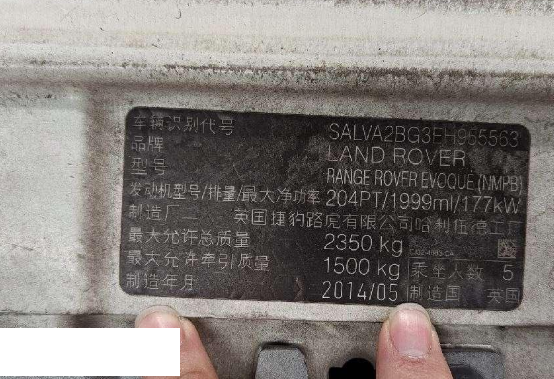 车辆识别代号 SALVA2BG3FH965563
品牌 LAND ROVER
型号 RANGE ROVER EVOQUE (NMPB)
发动机型号/排量/最大净功率 204PT/1999ml/177kW
制造厂 英国捷豹路虎有限公司哈利伍德工厂
最大允许总质量 2350 kg
最大允许牵引质量 1500 kg 乘坐人数 5
制造年月 2014/05 制造国 英国